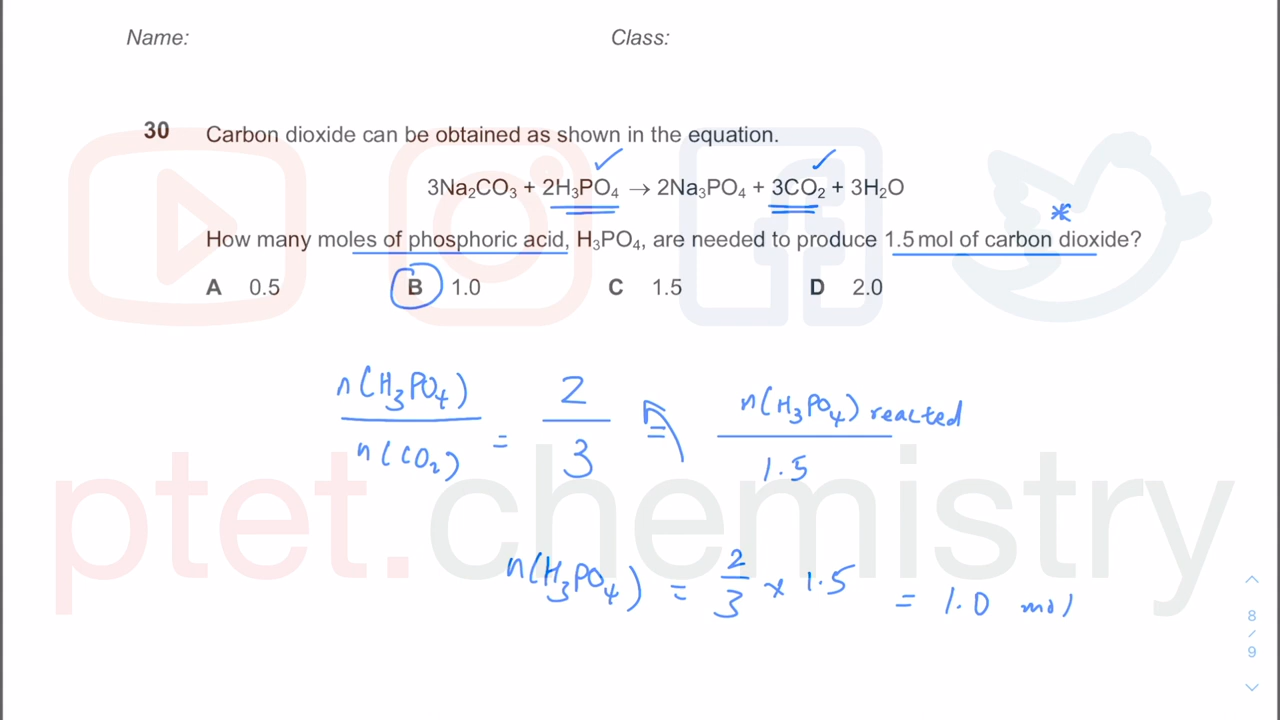 Name: Class:
30 Carbon dioxide can be obtained as shown in the equation.
3Na₂CO₃ + 2H₃PO₄ → 2Na₃PO₄ + 3CO₂ + 3H₂O
*
How many moles of phosphoric acid, H₃PO₄, are needed to produce 1.5 mol of carbon dioxide?
A 0.5 B 1.0 C 1.5 D 2.0
n(H₃PO₄) / n(CO₂) = 2 / 3 = n(H₃PO₄) reacted / 1.5
ptet.chemistry
n(H₃PO₄) = 2/3 × 1.5 = 1.0 mol
8
/
9